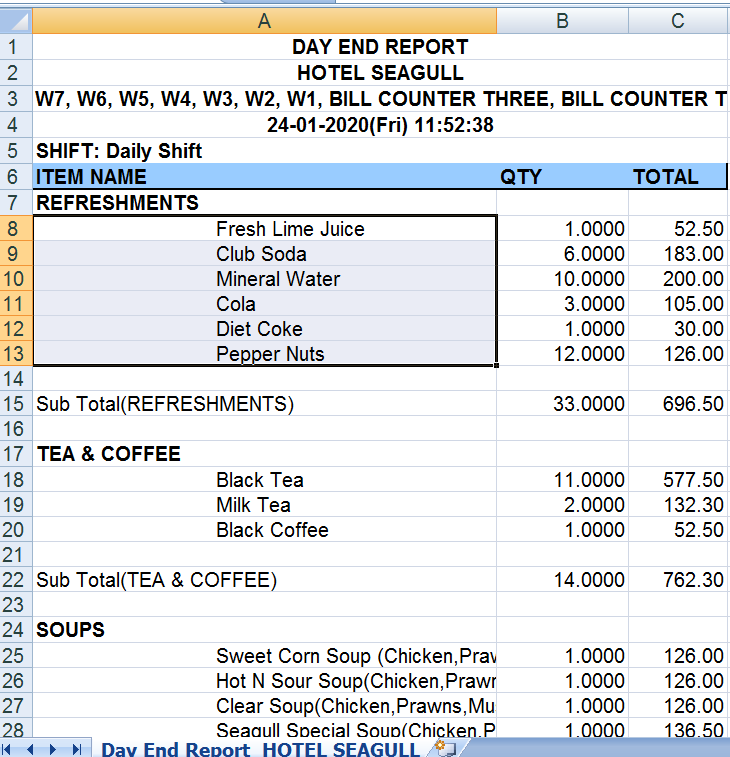 A B C
1 DAY END REPORT
2 HOTEL SEAGULL
3 W7, W6, W5, W4, W3, W2, W1, BILL COUNTER THREE, BILL COUNTER T
4 24-01-2020(Fri) 11:52:38
5 SHIFT: Daily Shift
6 ITEM NAME QTY TOTAL
7 REFRESHMENTS
8 Fresh Lime Juice 1.0000 52.50
9 Club Soda 6.0000 183.00
10 Mineral Water 10.0000 200.00
11 Cola 3.0000 105.00
12 Diet Coke 1.0000 30.00
13 Pepper Nuts 12.0000 126.00
14
15 Sub Total(REFRESHMENTS) 33.0000 696.50
16
17 TEA & COFFEE
18 Black Tea 11.0000 577.50
19 Milk Tea 2.0000 132.30
20 Black Coffee 1.0000 52.50
21
22 Sub Total(TEA & COFFEE) 14.0000 762.30
23
24 SOUPS
25 Sweet Corn Soup (Chicken,Praw 1.0000 126.00
26 Hot N Sour Soup(Chicken,Prawn 1.0000 126.00
27 Clear Soup(Chicken,Prawns,Mu 1.0000 126.00
28 Seagull Special Soup(Chicken,P 1.0000 136.50
Day End Report HOTEL SEAGULL